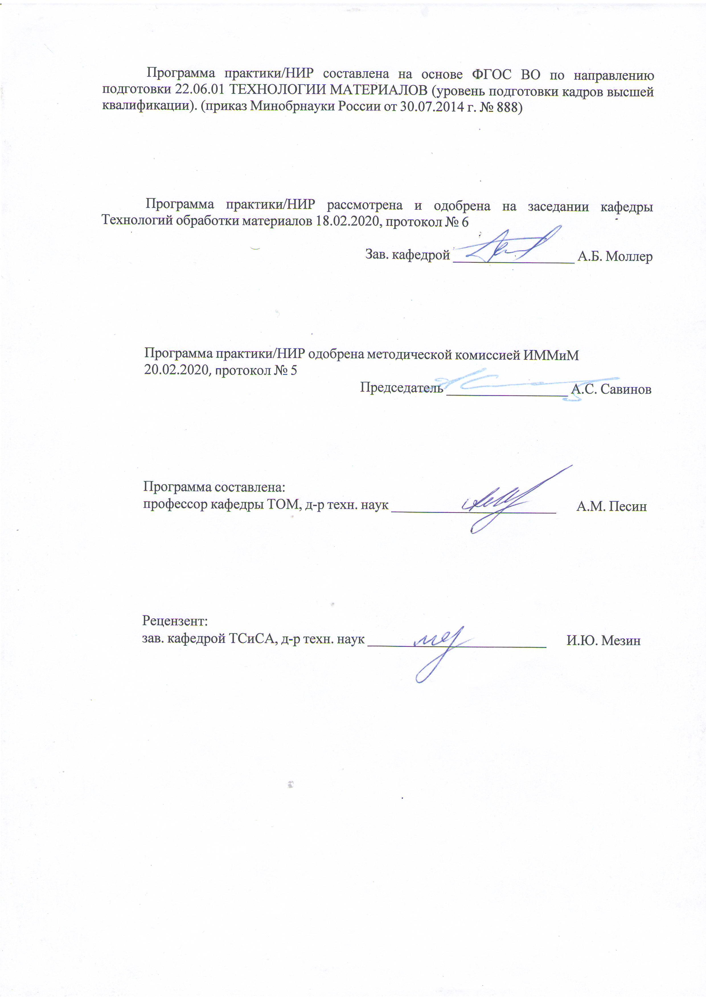 Программа практики/НИР составлена на основе ФГОС ВО по направлению
подготовки 22.06.01 ТЕХНОЛОГИИ МАТЕРИАЛОВ (уровень подготовки кадров высшей
квалификации). (приказ Минобрнауки России от 30.07.2014 г. № 888)
Программа практики/НИР рассмотрена и одобрена на заседании кафедры
Технологий обработки материалов 18.02.2020, протокол № 6
Зав. кафедрой ________________ А.Б. Моллер
Программа практики/НИР одобрена методической комиссией ИММиМ
20.02.2020, протокол № 5
Председатель ________________ А.С. Савинов
Программа составлена:
профессор кафедры ТОМ, д-р техн. наук ______________________ А.М. Песин
Рецензент:
зав. кафедрой ТСиСА, д-р техн. наук ________________________ И.Ю. Мезин